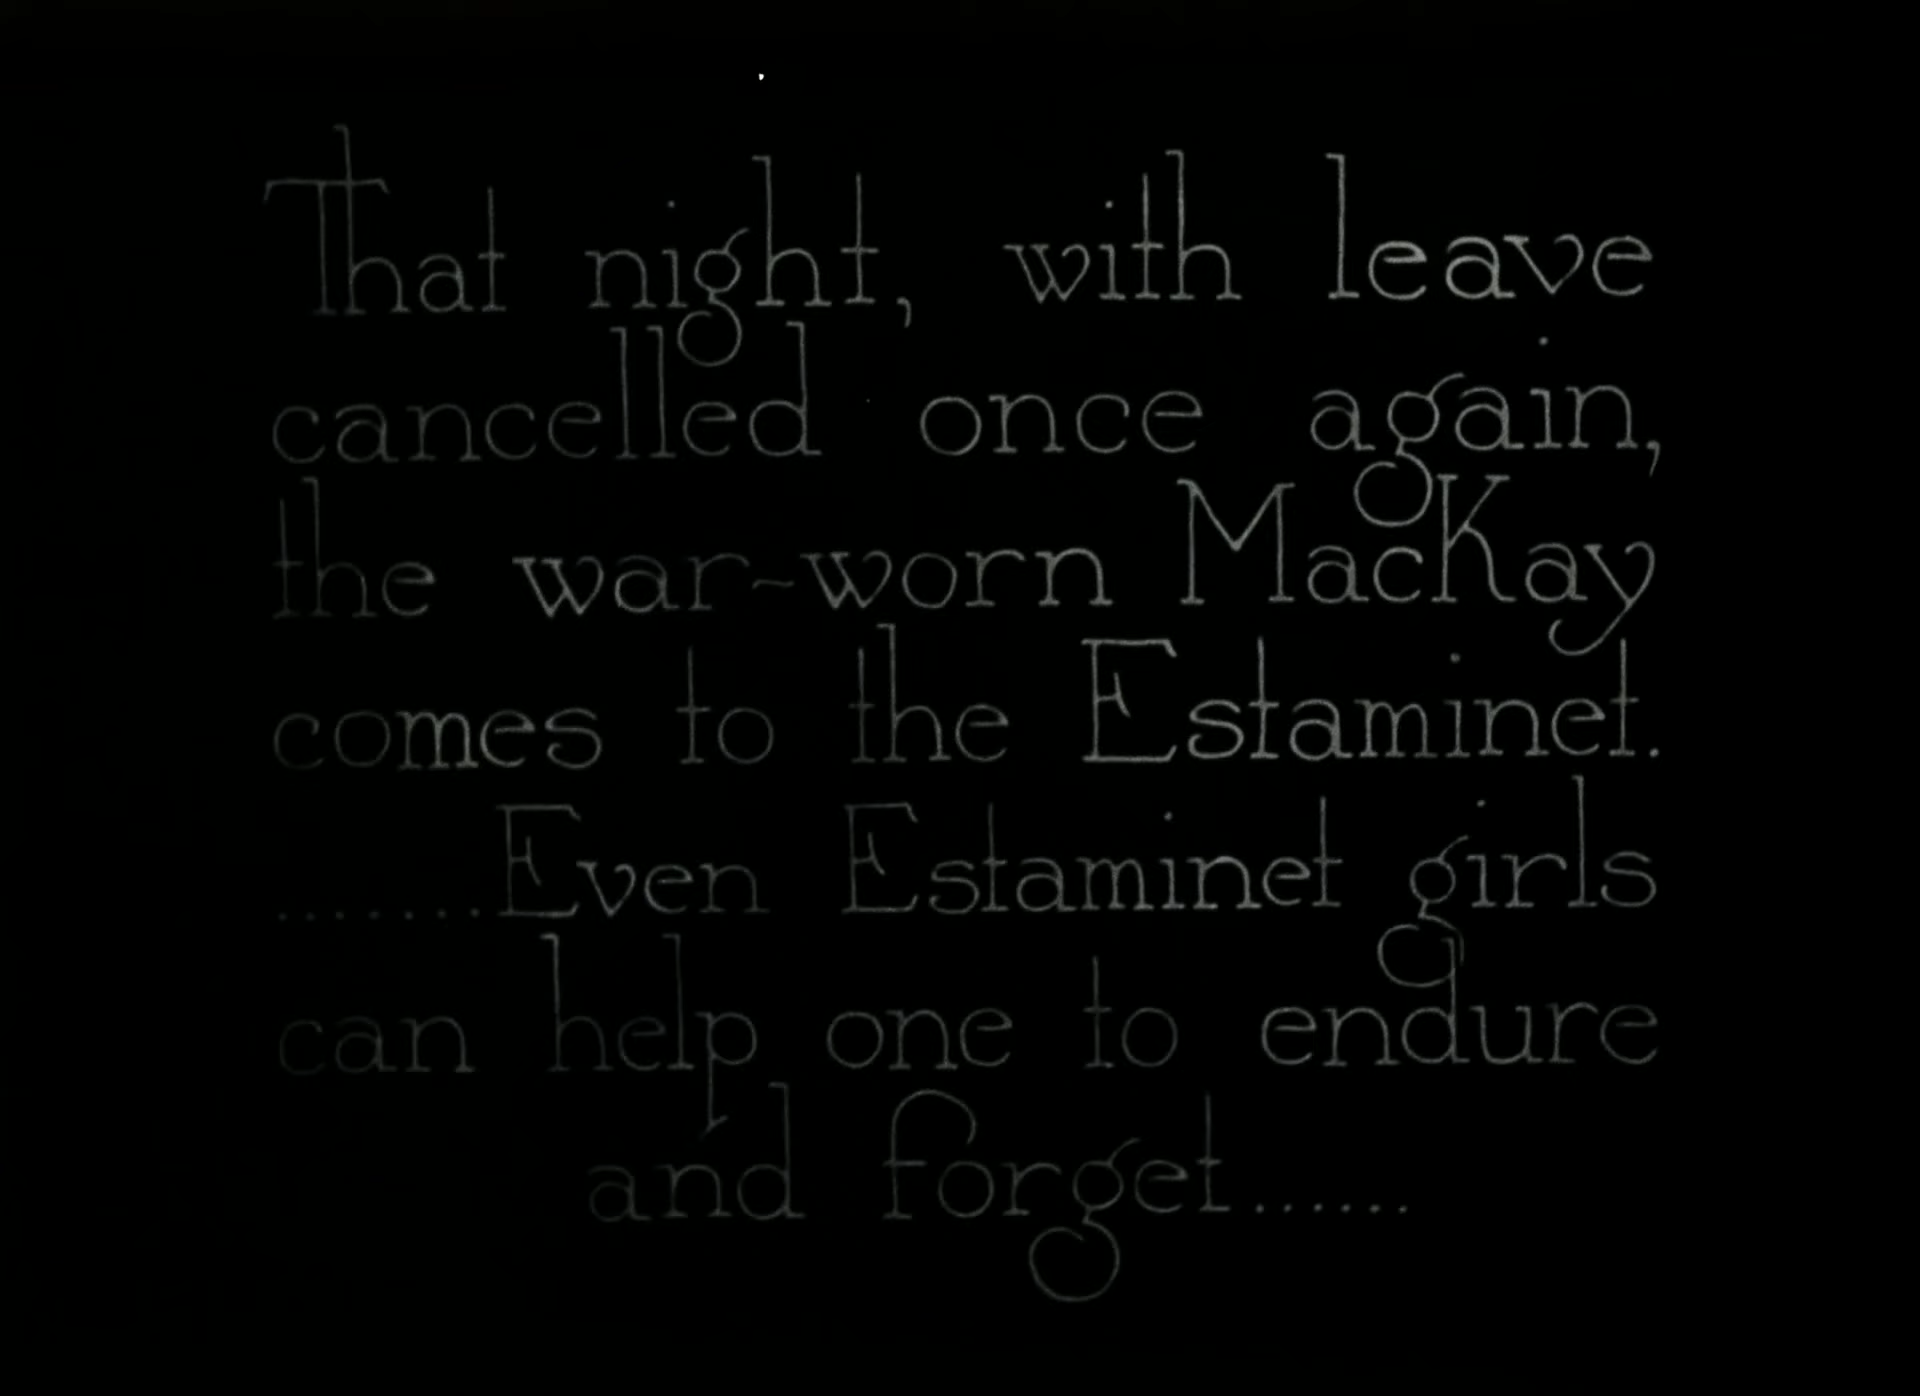 That night, with leave
cancelled once again,
the war-worn MacKay
comes to the Estaminet.
.......Even Estaminet girls
can help one to endure
and forget......